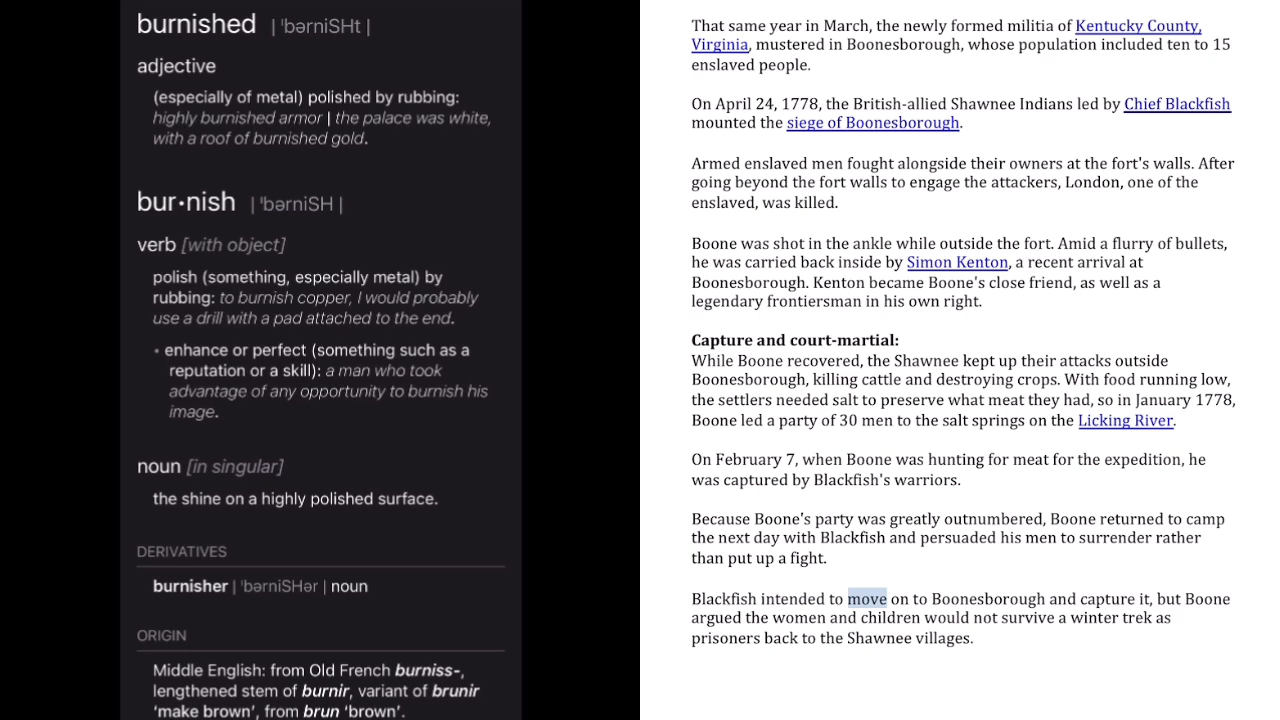 burnished | ˈbərniSHt |
adjective
(especially of metal) polished by rubbing:
highly burnished armor | the palace was white,
with a roof of burnished gold.
bur·nish | ˈbərniSH |
verb [with object]
polish (something, especially metal) by
rubbing: to burnish copper, I would probably
use a drill with a pad attached to the end.
• enhance or perfect (something such as a
reputation or a skill): a man who took
advantage of any opportunity to burnish his
image.
noun [in singular]
the shine on a highly polished surface.
DERIVATIVES
burnisher | ˈbərniSHər | noun
ORIGIN
Middle English: from Old French burniss-,
lengthened stem of burnir, variant of brunir
‘make brown’, from brun ‘brown’.
That same year in March, the newly formed militia of Kentucky County,
Virginia, mustered in Boonesborough, whose population included ten to 15
enslaved people.
On April 24, 1778, the British-allied Shawnee Indians led by Chief Blackfish
mounted the siege of Boonesborough.
Armed enslaved men fought alongside their owners at the fort's walls. After
going beyond the fort walls to engage the attackers, London, one of the
enslaved, was killed.
Boone was shot in the ankle while outside the fort. Amid a flurry of bullets,
he was carried back inside by Simon Kenton, a recent arrival at
Boonesborough. Kenton became Boone's close friend, as well as a
legendary frontiersman in his own right.
Capture and court-martial:
While Boone recovered, the Shawnee kept up their attacks outside
Boonesborough, killing cattle and destroying crops. With food running low,
the settlers needed salt to preserve what meat they had, so in January 1778,
Boone led a party of 30 men to the salt springs on the Licking River.
On February 7, when Boone was hunting for meat for the expedition, he
was captured by Blackfish's warriors.
Because Boone's party was greatly outnumbered, Boone returned to camp
the next day with Blackfish and persuaded his men to surrender rather
than put up a fight.
Blackfish intended to move on to Boonesborough and capture it, but Boone
argued the women and children would not survive a winter trek as
prisoners back to the Shawnee villages.